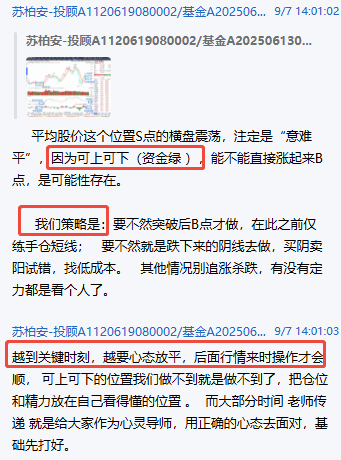 苏柏安-投顾A1120619080002/基金A202506... 9/7 14:01:02
苏柏安-投顾A1120619080002/基金A202506130...
平均股价这个位置S点的横盘震荡，注定是“意难
平”，因为可上可下（资金绿 ），能不能直接涨起来B
点，是可能性存在。
我们策略是：要不然突破后B点才做，在此之前仅
练手仓短线； 要不然就是跌下来的阴线去做，买阴卖
阳试错，找低成本。 其他情况别追涨杀跌，有没有定
力都是看个人了。
苏柏安-投顾A1120619080002/基金A202506... 9/7 14:01:03
越到关键时刻，越要心态放平，后面行情来时操作才会
顺， 可上可下的位置我们做不到就是做不到了，把仓位
和精力放在自己看得懂的位置 。 而大部分时间 老师传
递 就是给大家作为心灵导师，用正确的心态去面对，基
础先打好。